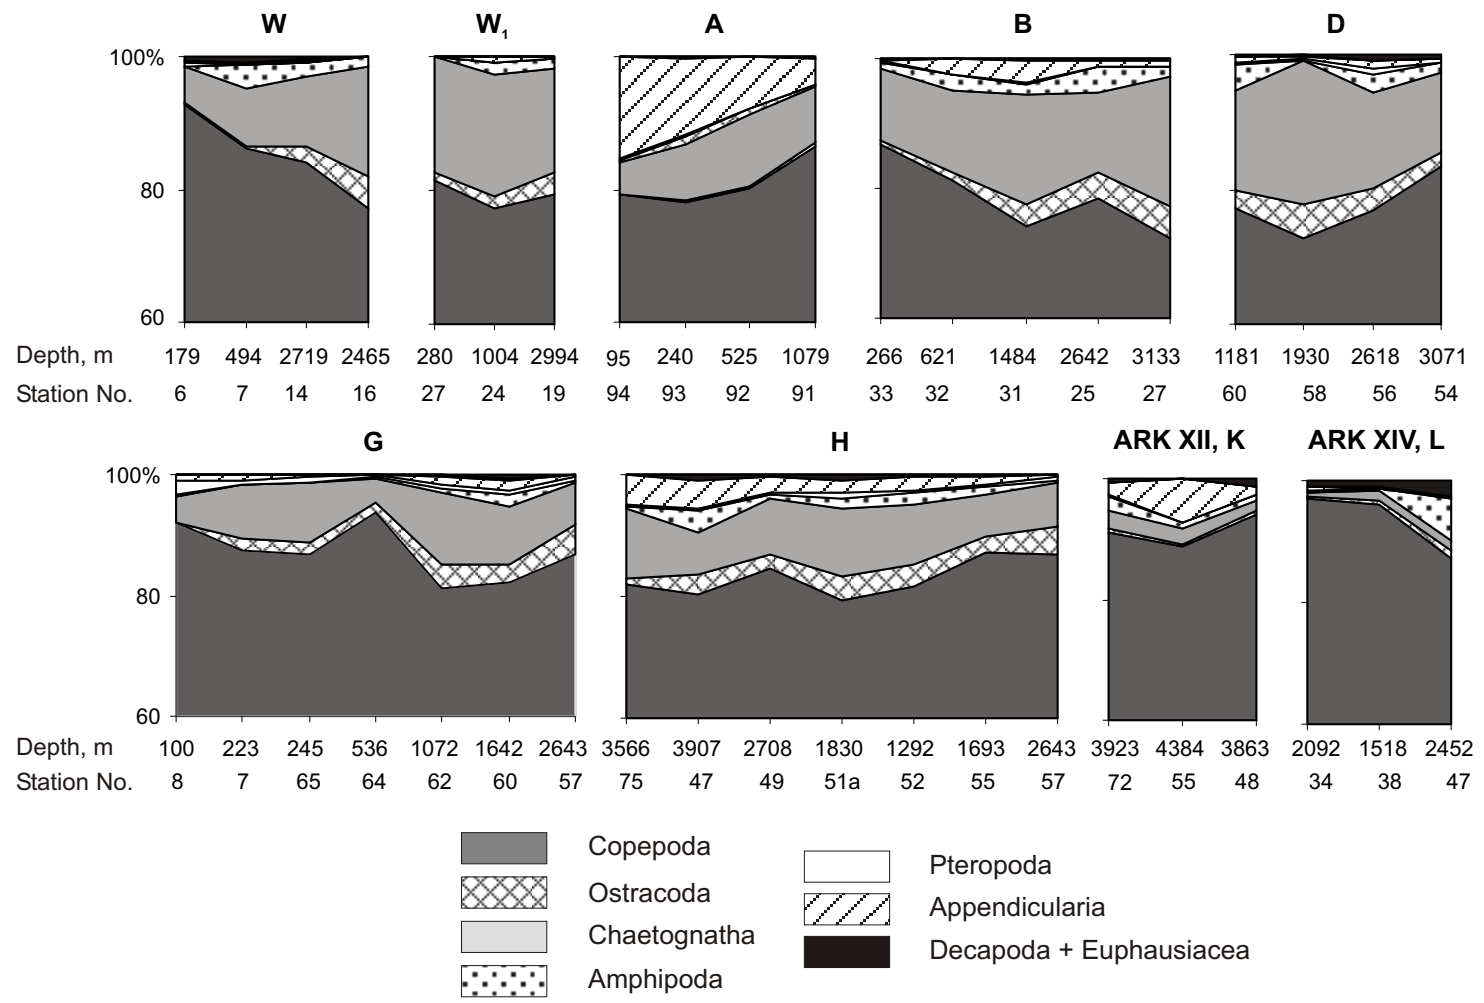 W W₁ A B D
100%
80
60
Depth, m 179 494 2719 2465 280 1004 2994 95 240 525 1079 266 621 1484 2642 3133 1181 1930 2618 3071
Station No. 6 7 14 16 27 24 19 94 93 92 91 33 32 31 25 27 60 58 56 54
G H ARK XII, K ARK XIV, L
100%
80
60
Depth, m 100 223 245 536 1072 1642 2643 3566 3907 2708 1830 1292 1693 2643 3923 4384 3863 2092 1518 2452
Station No. 8 7 65 64 62 60 57 75 47 49 51a 52 55 57 72 55 48 34 38 47
Copepoda
Ostracoda
Chaetognatha
Amphipoda
Pteropoda
Appendicularia
Decapoda + Euphausiacea